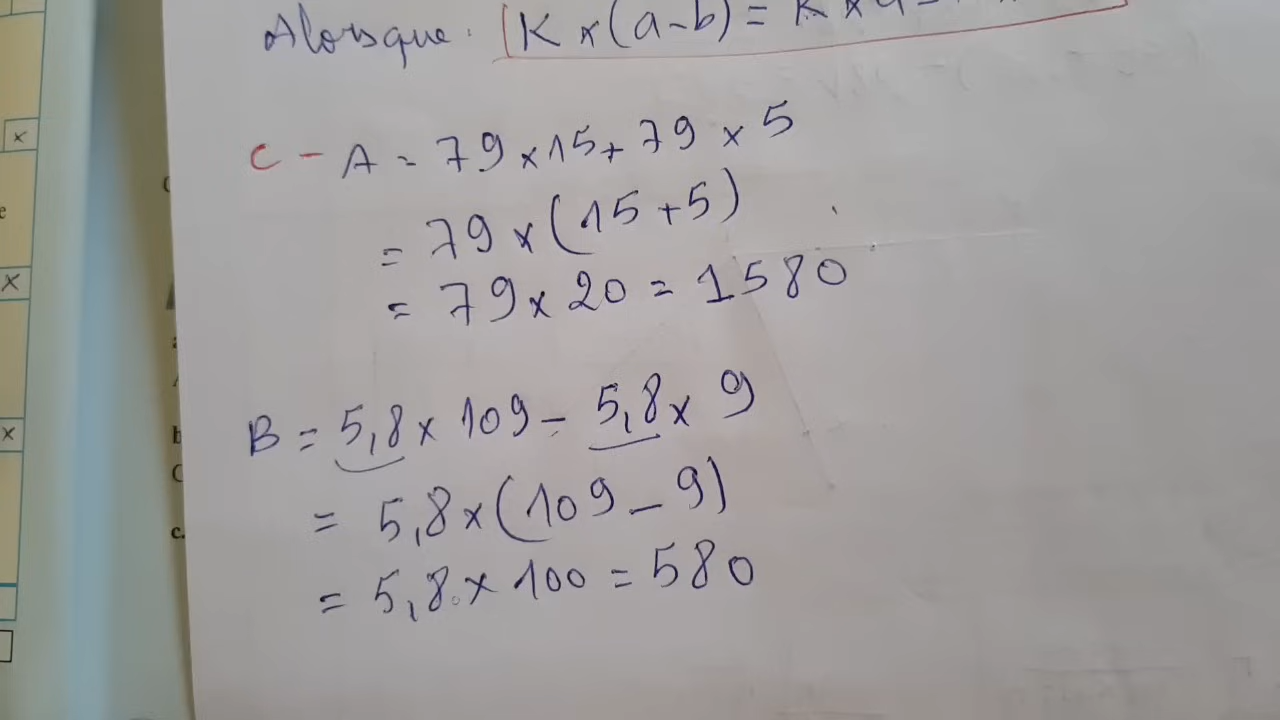 Alorsque : K × (a-b) = K × a
C - A = 79 × 15 + 79 × 5
= 79 × (15 + 5)
= 79 × 20 = 1580
B = 5,8 × 109 - 5,8 × 9
= 5,8 × (109 - 9)
= 5,8 × 100 = 580
x
e
x
x
b
c.